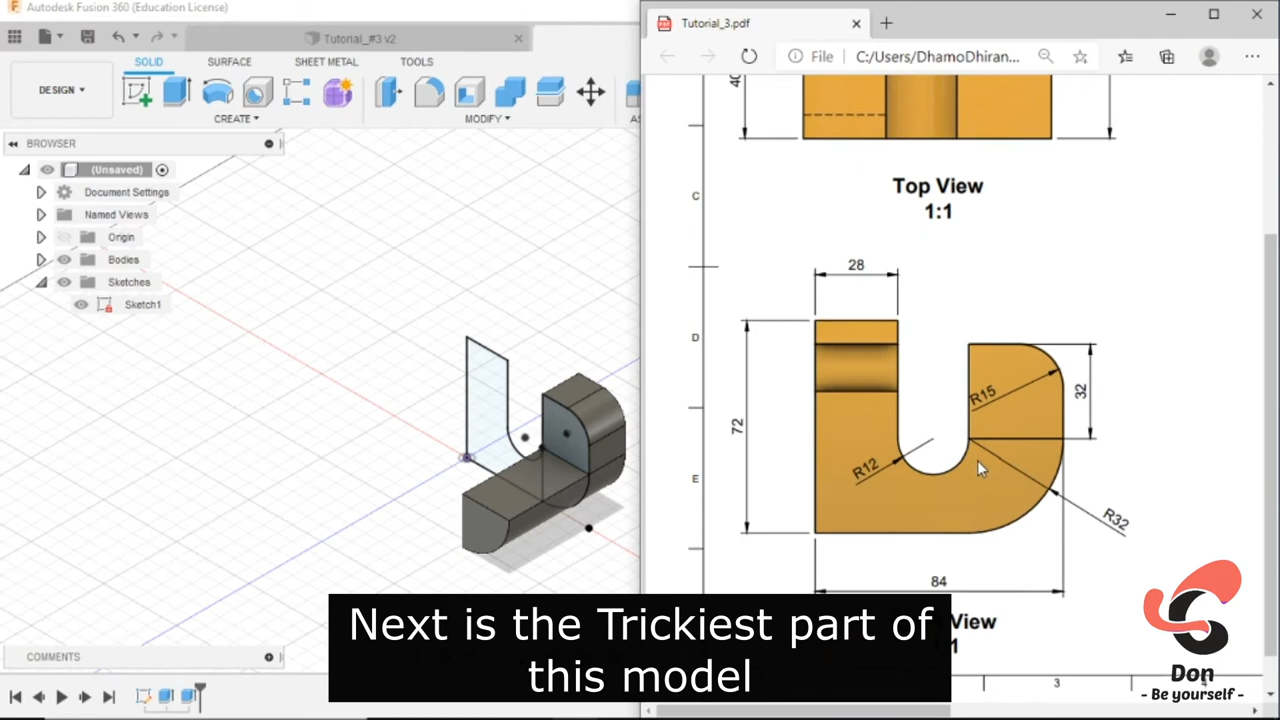 Autodesk Fusion 360 (Education License)
Tutorial_#3 v2
SOLID SURFACE SHEET METAL TOOLS
DESIGN
CREATE MODIFY
BROWSER
(Unsaved)
Document Settings
Named Views
Origin
Bodies
Sketches
Sketch1
COMMENTS
Tutorial_3.pdf
File C:/Users/DhamoDhiran...
40
C
Top View
1:1
28
D
R15
32
72
R12
E
R32
84
View
3
Next is the Trickiest part of
this model
Don
- Be yourself -